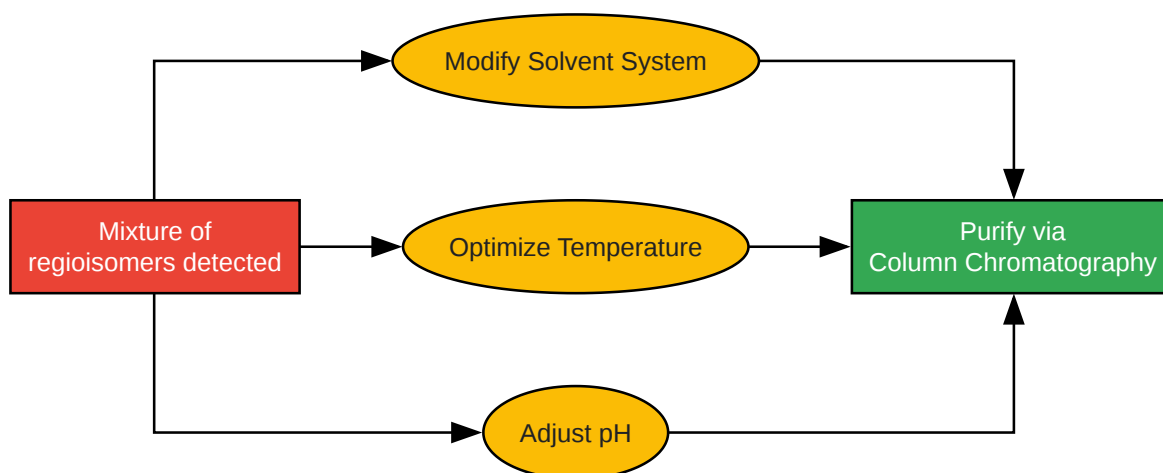 Modify Solvent System
Mixture of
regioisomers detected
Optimize Temperature
Purify via
Column Chromatography
Adjust pH